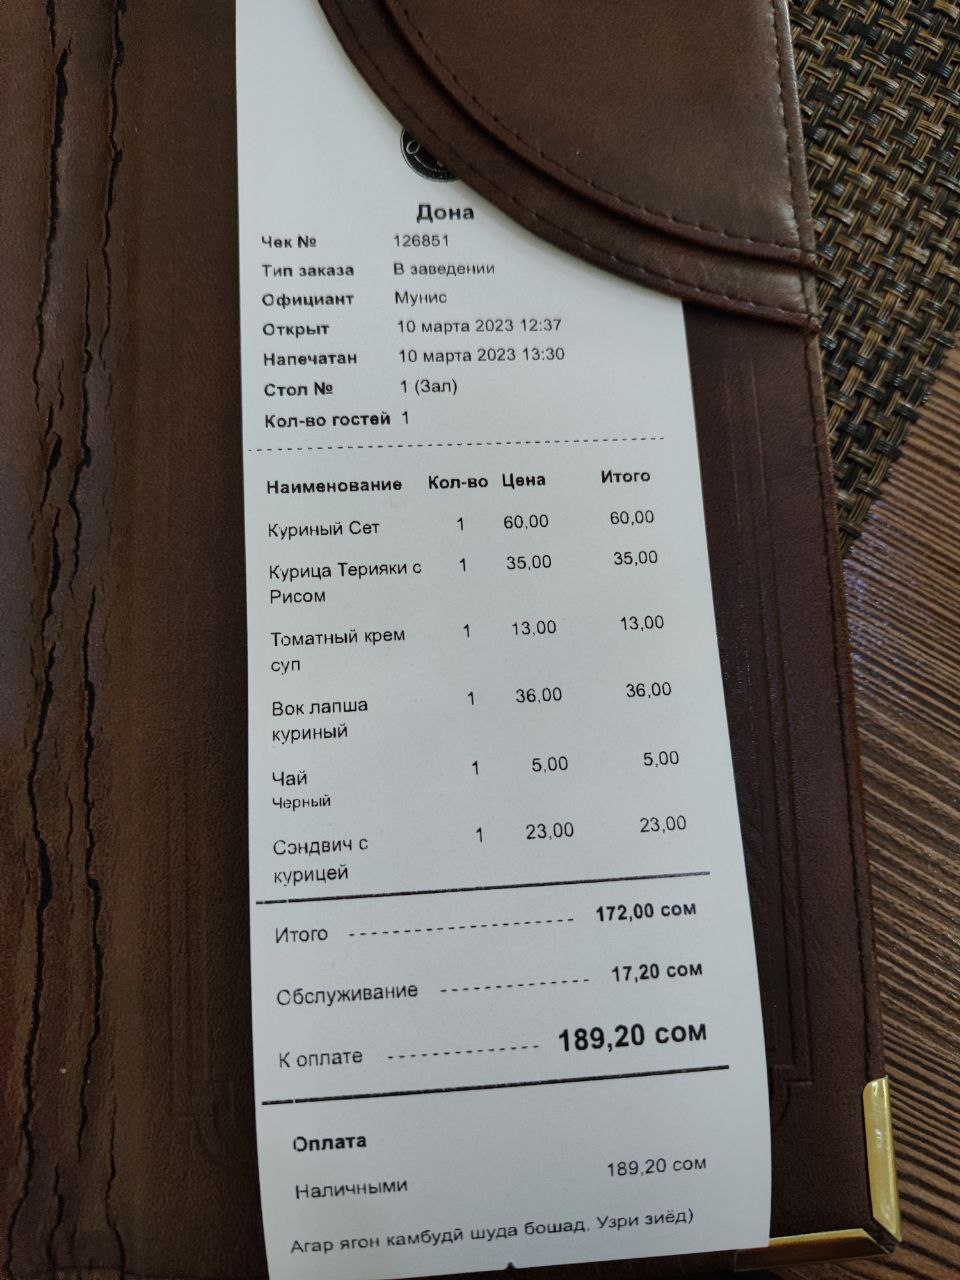 Дона
Чек № 126851
Тип заказа В заведении
Официант Мунис
Открыт 10 марта 2023 12:37
Напечатан 10 марта 2023 13:30
Стол № 1 (Зал)
Кол-во гостей 1
Наименование Кол-во Цена Итого
Куриный Сет 1 60,00 60,00
Курица Терияки с 1 35,00 35,00
Рисом
Томатный крем 1 13,00 13,00
суп
Вок лапша 1 36,00 36,00
куриный
Чай 1 5,00 5,00
Черный
Сэндвич с 1 23,00 23,00
курицей
Итого 172,00 сом
Обслуживание 17,20 сом
К оплате 189,20 сом
Оплата
Наличными 189,20 сом
Агар ягон камбудӣ шуда бошад. Узри зиёд)